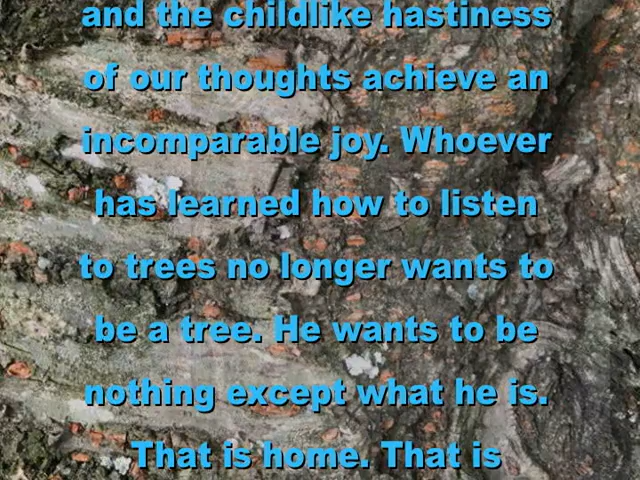 and the childlike hastiness
of our thoughts achieve an
incomparable joy. Whoever
has learned how to listen
to trees no longer wants to
be a tree. He wants to be
nothing except what he is.
That is home. That is